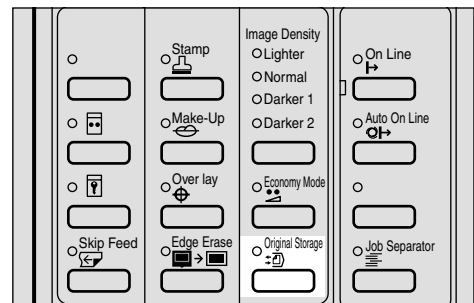 Stamp
Make-Up
Over lay
Skip Feed
Edge Erase
Image Density
Lighter
Normal
Darker 1
Darker 2
Economy Mode
Original Storage
On Line
Auto On Line
Job Separator